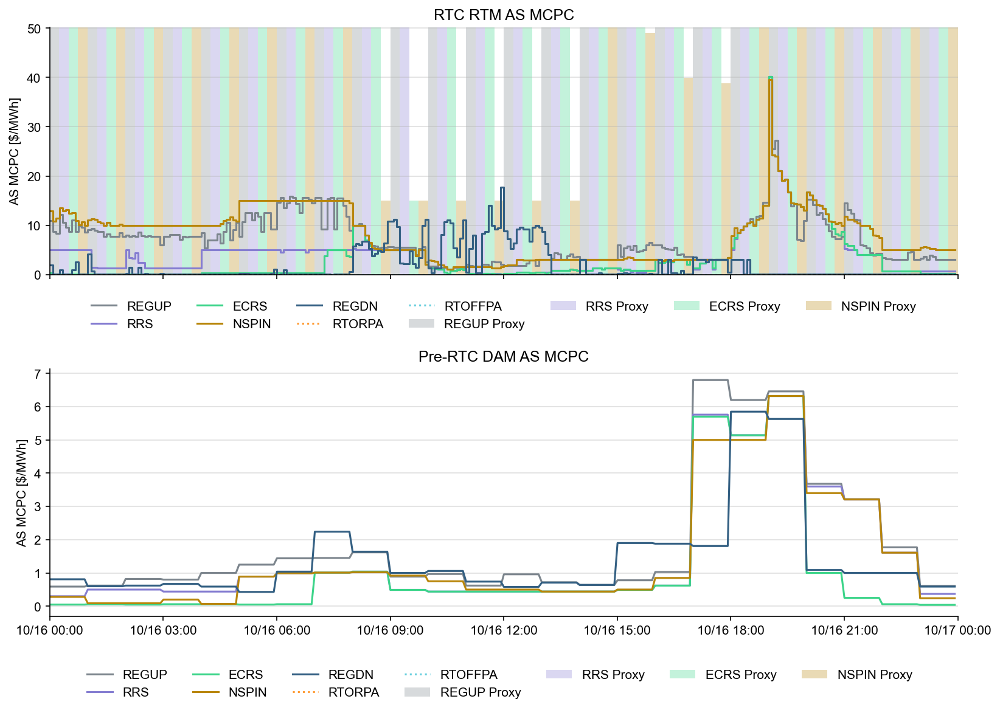 RTC RTM AS MCPC
50
40
30
20
10
0
AS MCPC [$/MWh]
REGUP ECRS REGDN RTOFFPA RRS Proxy ECRS Proxy NSPIN Proxy
RRS NSPIN RTORPA REGUP Proxy
Pre-RTC DAM AS MCPC
7
6
5
4
3
2
1
0
AS MCPC [$/MWh]
10/16 00:00 10/16 03:00 10/16 06:00 10/16 09:00 10/16 12:00 10/16 15:00 10/16 18:00 10/16 21:00 10/17 00:00
REGUP ECRS REGDN RTOFFPA RRS Proxy ECRS Proxy NSPIN Proxy
RRS NSPIN RTORPA REGUP Proxy